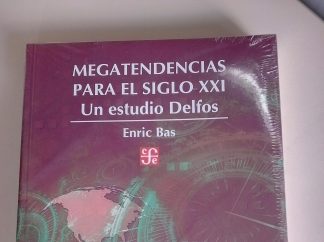 MEGATENDENCIAS
PARA EL SIGLO XXI
Un estudio Delfos
Enric Bas